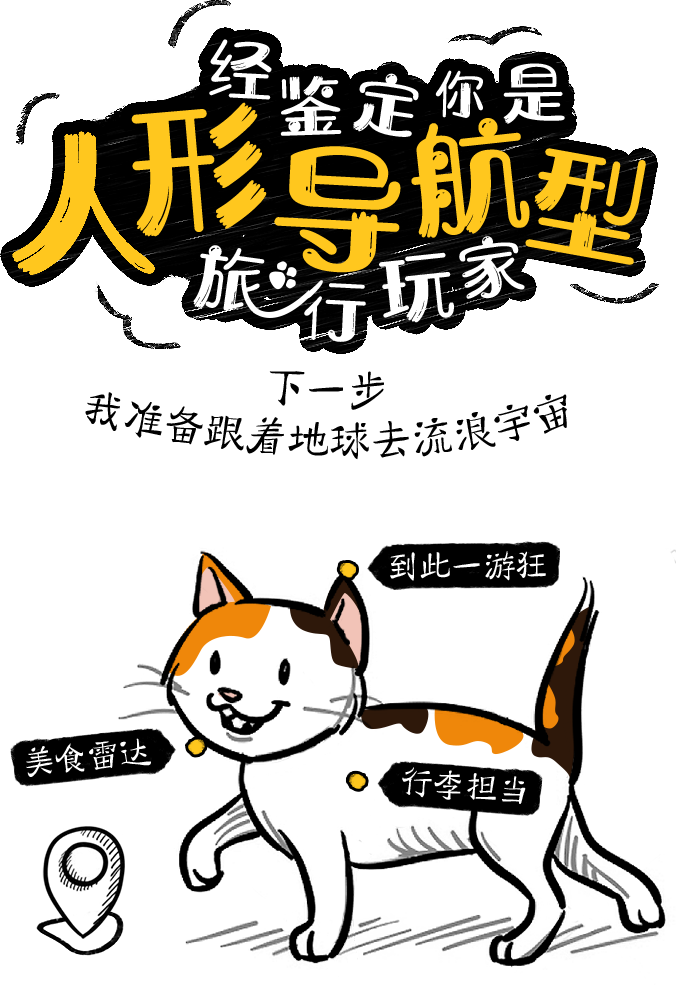 经鉴定你是
人形导航型
旅行玩家
下一步
我准备跟着地球去流浪宇宙
到此一游狂
美食雷达
行李担当